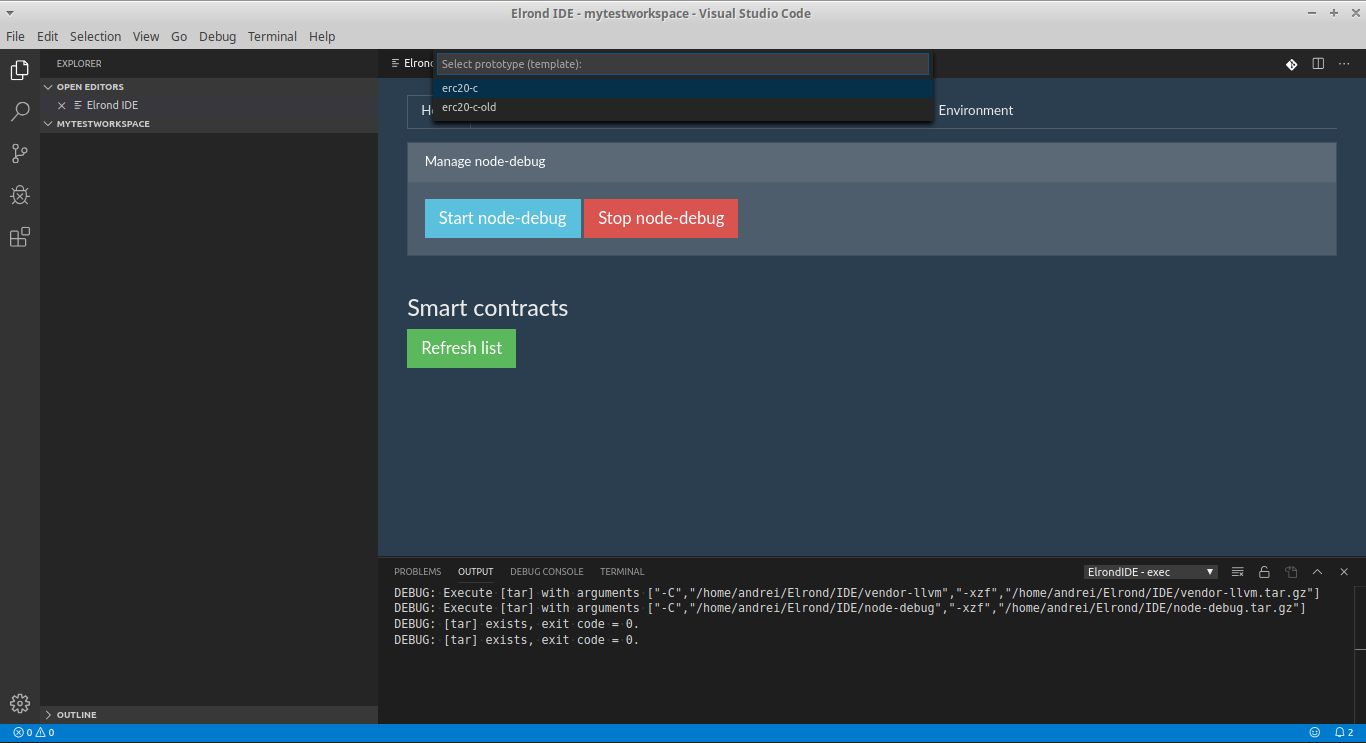 Elrond IDE - mytestworkspace - Visual Studio Code
File Edit Selection View Go Debug Terminal Help
EXPLORER
OPEN EDITORS
Elrond IDE
MYTESTWORKSPACE
OUTLINE
Select prototype (template):
erc20-c
erc20-c-old
Environment
Manage node-debug
Start node-debug Stop node-debug
Smart contracts
Refresh list
PROBLEMS OUTPUT DEBUG CONSOLE TERMINAL ElrondIDE - exec
DEBUG: Execute [tar] with arguments ["-C","/home/andrei/Elrond/IDE/vendor-llvm","-xzf","/home/andrei/Elrond/IDE/vendor-llvm.tar.gz"]
DEBUG: Execute [tar] with arguments ["-C","/home/andrei/Elrond/IDE/node-debug","-xzf","/home/andrei/Elrond/IDE/node-debug.tar.gz"]
DEBUG: [tar] exists, exit code = 0.
DEBUG: [tar] exists, exit code = 0.
0 0 2